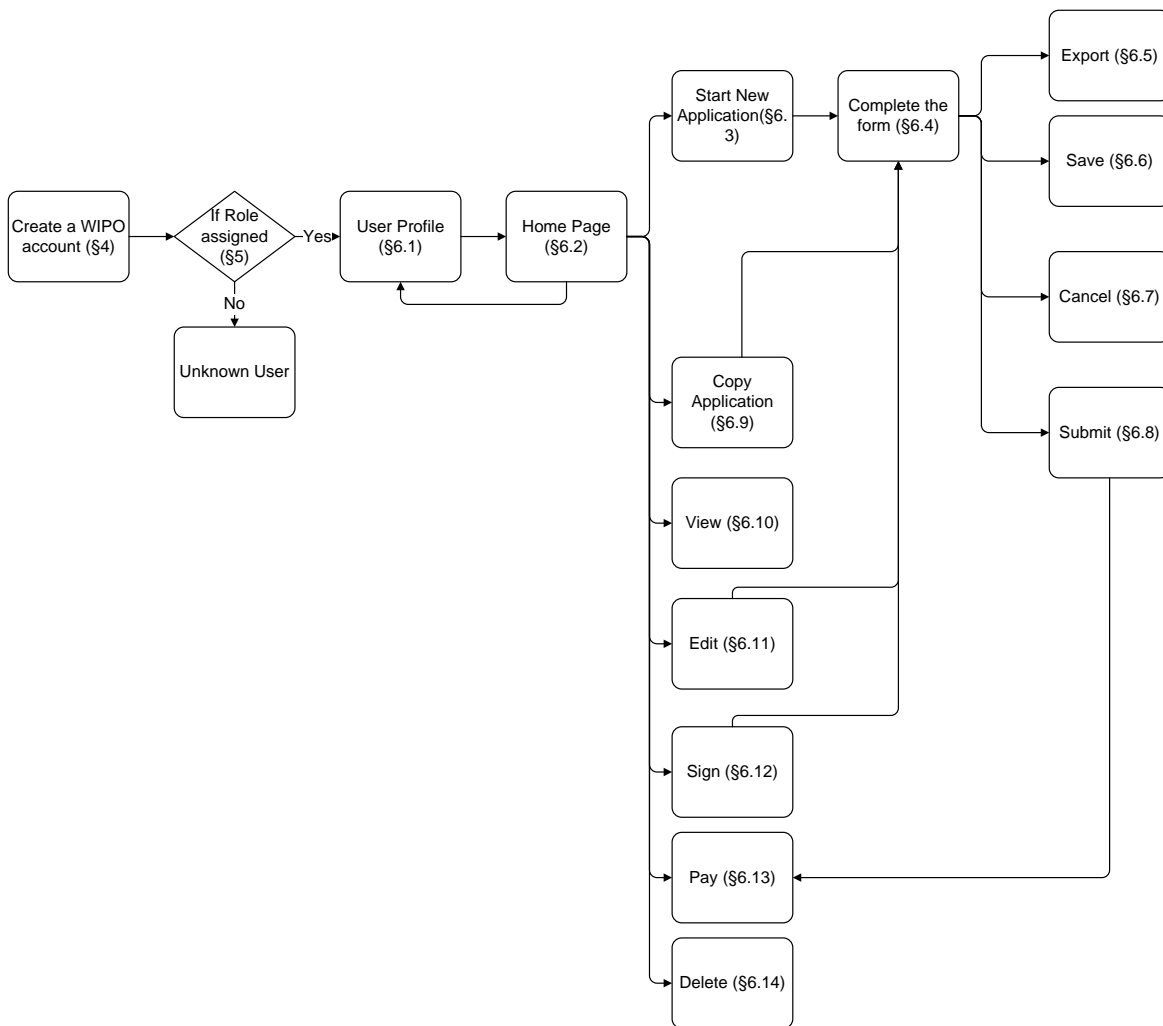 Export (§6.5)
Start New
Application(§6.
3)
Complete the
form (§6.4)
Save (§6.6)
Create a WIPO
account (§4)
If Role
assigned
(§5)
Yes
User Profile
(§6.1)
Home Page
(§6.2)
No
Unknown User
Cancel (§6.7)
Copy
Application
(§6.9)
Submit (§6.8)
View (§6.10)
Edit (§6.11)
Sign (§6.12)
Pay (§6.13)
Delete (§6.14)